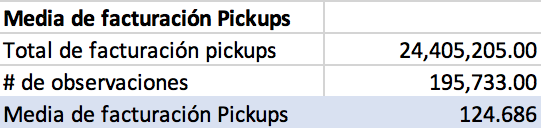 Media de facturación Pickups
Total de facturación pickups 24,405,205.00
# de observaciones 195,733.00
Media de facturación Pickups 124.686